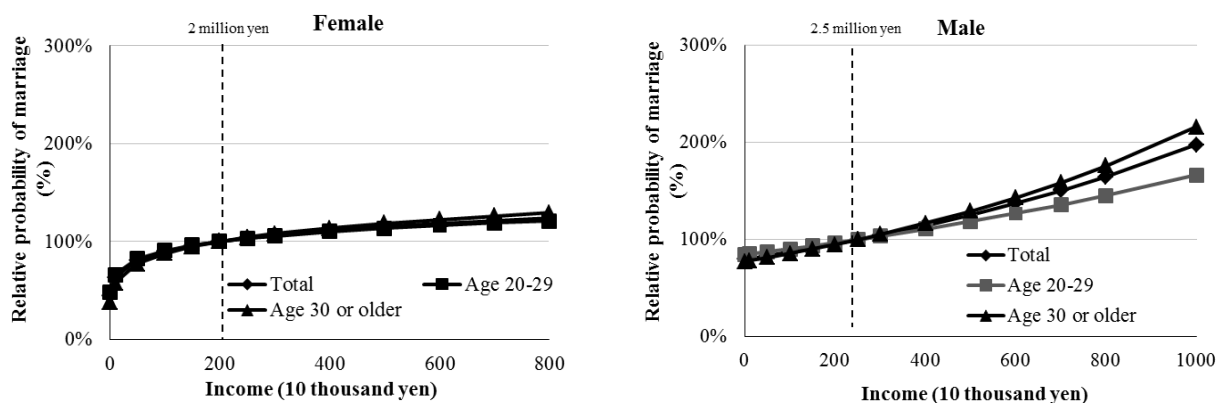 2 million yen
Female
Relative probability of marriage
(%)
300%
200%
100%
0%
Total
Age 20-29
Age 30 or older
0
200
400
600
800
Income (10 thousand yen)
2.5 million yen
Male
Relative probability of marriage
(%)
300%
200%
100%
0%
Total
Age 20-29
Age 30 or older
0
200
400
600
800
1000
Income (10 thousand yen)